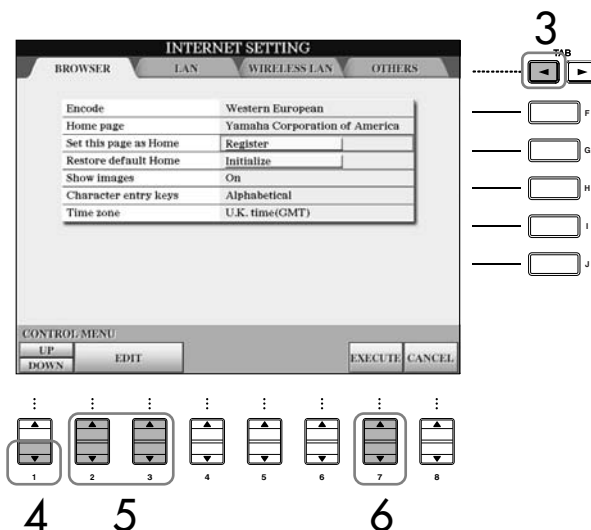 3
TAB
INTERNET SETTING
BROWSER LAN WIRELESS LAN OTHERS
Encode Western European
Home page Yamaha Corporation of America
Set this page as Home Register
Restore default Home Initialize
Show images On
Character entry keys Alphabetical
Time zone U.K. time(GMT)
F
G
H
I
J
CONTROL MENU
UP
DOWN
EDIT
EXECUTE CANCEL
1 2 3 4 5 6 7 8
4 5 6